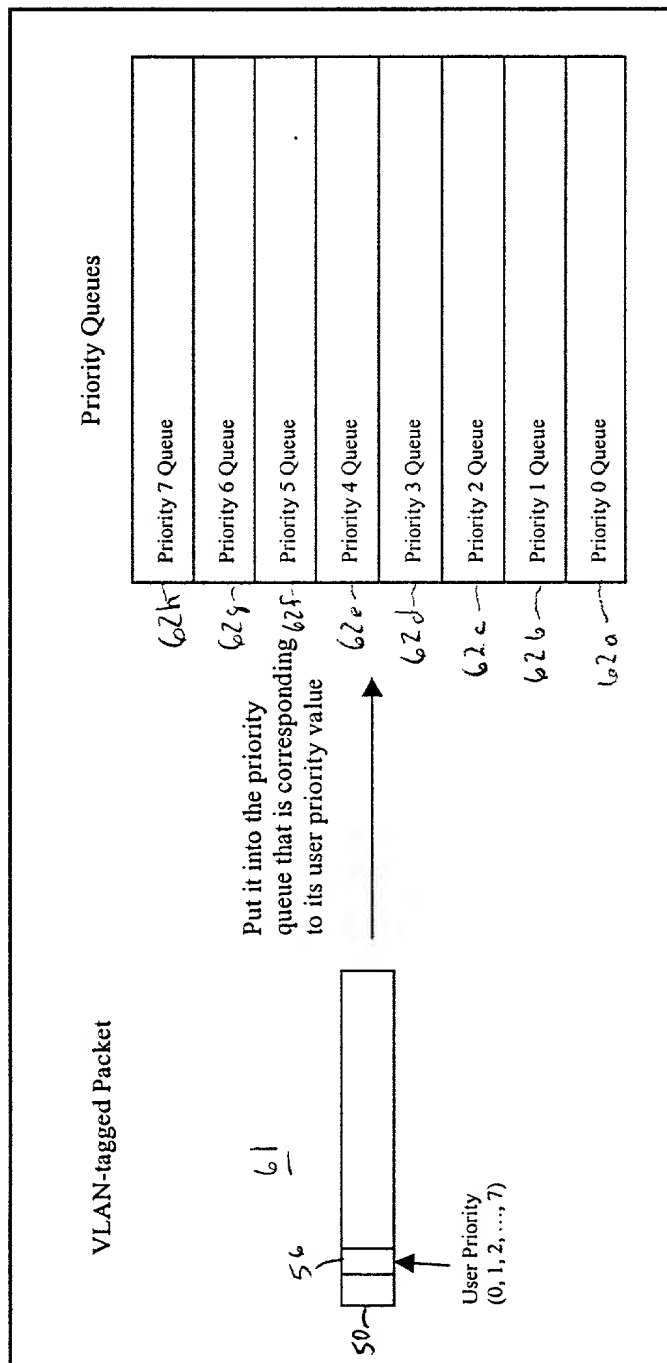 VLAN-tagged Packet
61
56
50
User Priority
(0, 1, 2, ..., 7)
Put it into the priority
queue that is corresponding
to its user priority value
Priority Queues
62h Priority 7 Queue
62g Priority 6 Queue
62f Priority 5 Queue
62e Priority 4 Queue
62d Priority 3 Queue
62c Priority 2 Queue
62b Priority 1 Queue
62a Priority 0 Queue